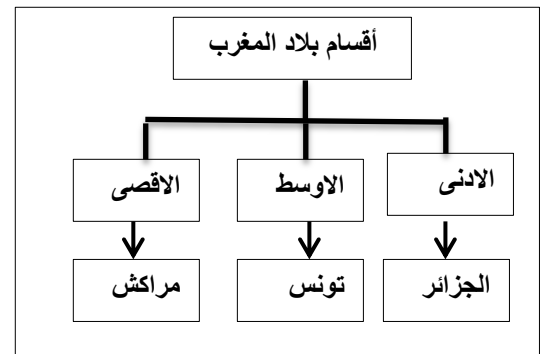 أقسام بلاد المغرب
الادنى
الاوسط
الاقصى
الجزائر
تونس
مراكش